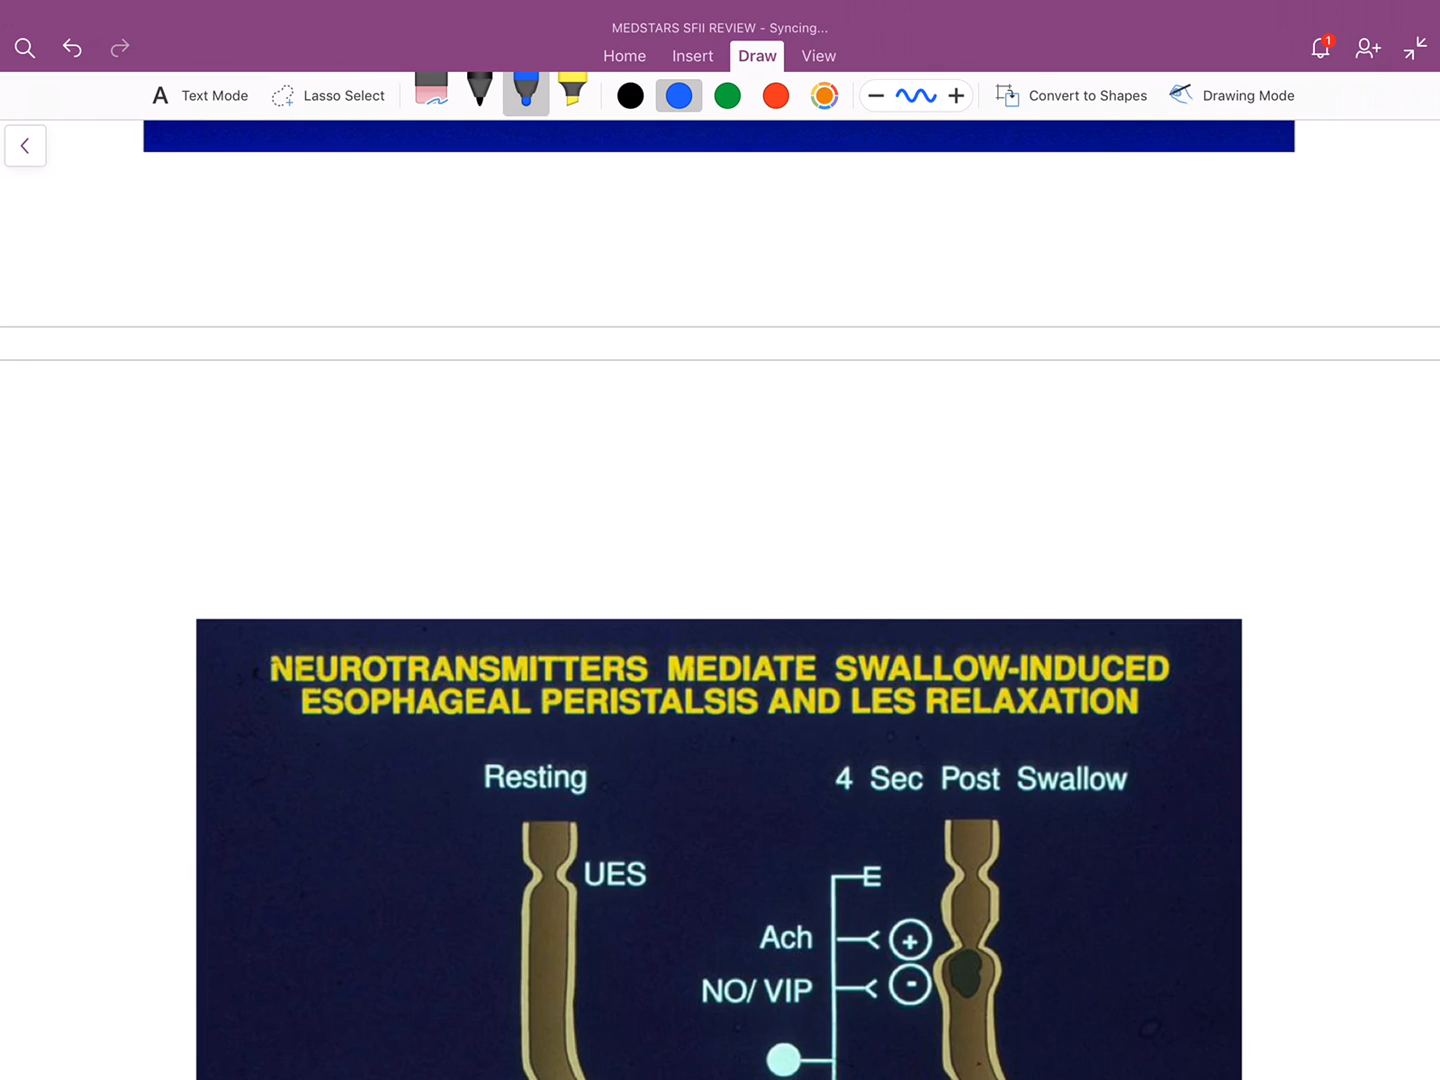 MEDSTARS SFII REVIEW - Syncing...
Home Insert Draw View
1
A Text Mode Lasso Select Convert to Shapes Drawing Mode
NEUROTRANSMITTERS MEDIATE SWALLOW-INDUCED
ESOPHAGEAL PERISTALSIS AND LES RELAXATION
Resting
4 Sec Post Swallow
UES
Ach
+
NO/ VIP
-